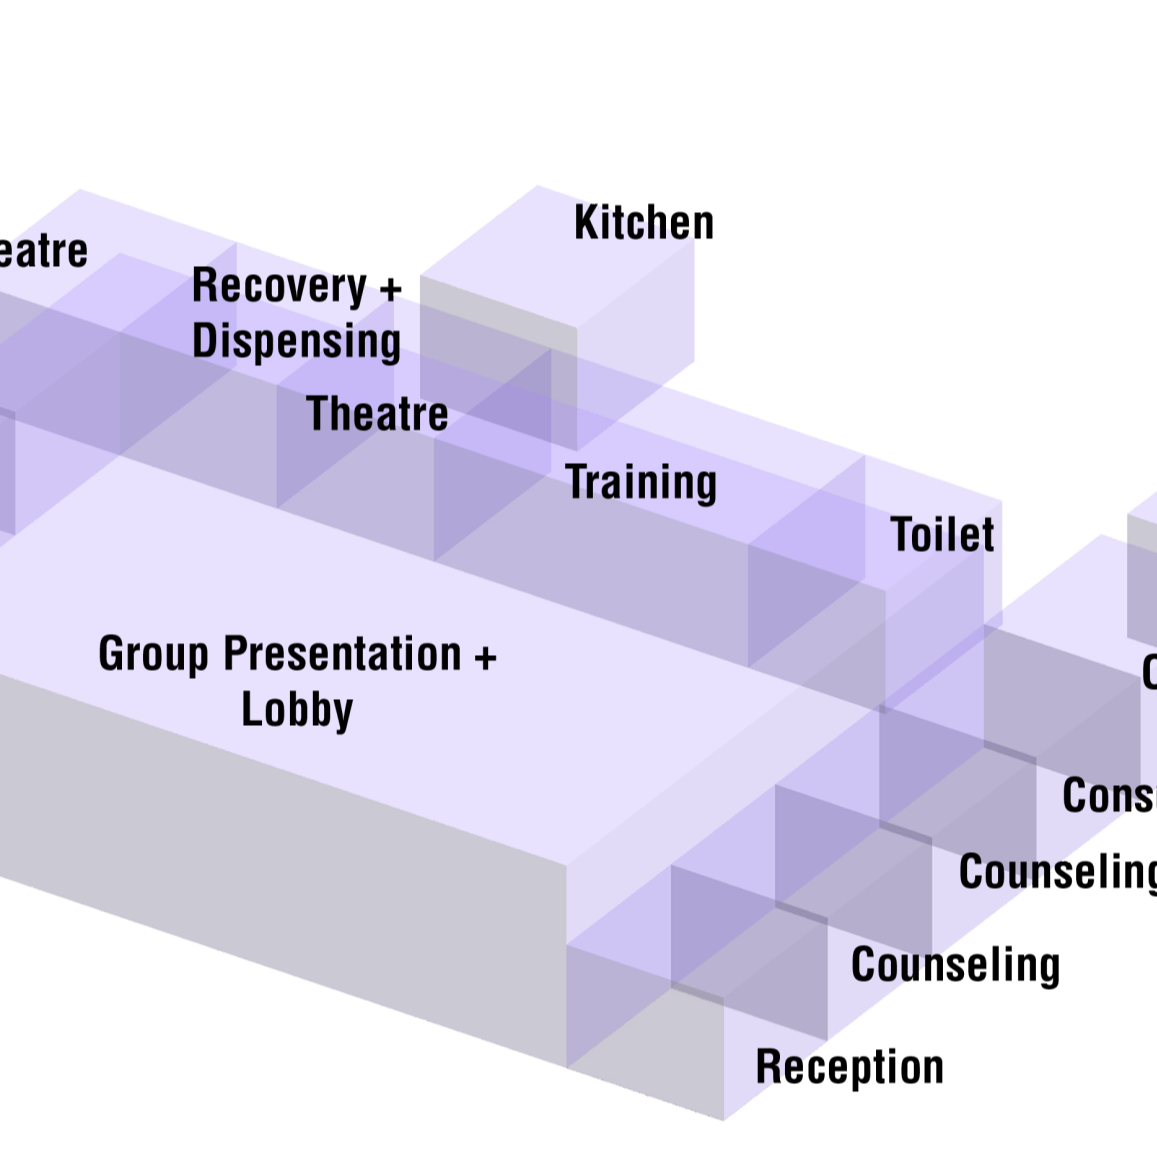 Kitchen
eatre
Recovery +
Dispensing
Theatre
Training
Toilet
Group Presentation +
Lobby
C
Cons
Counseling
Counseling
Reception